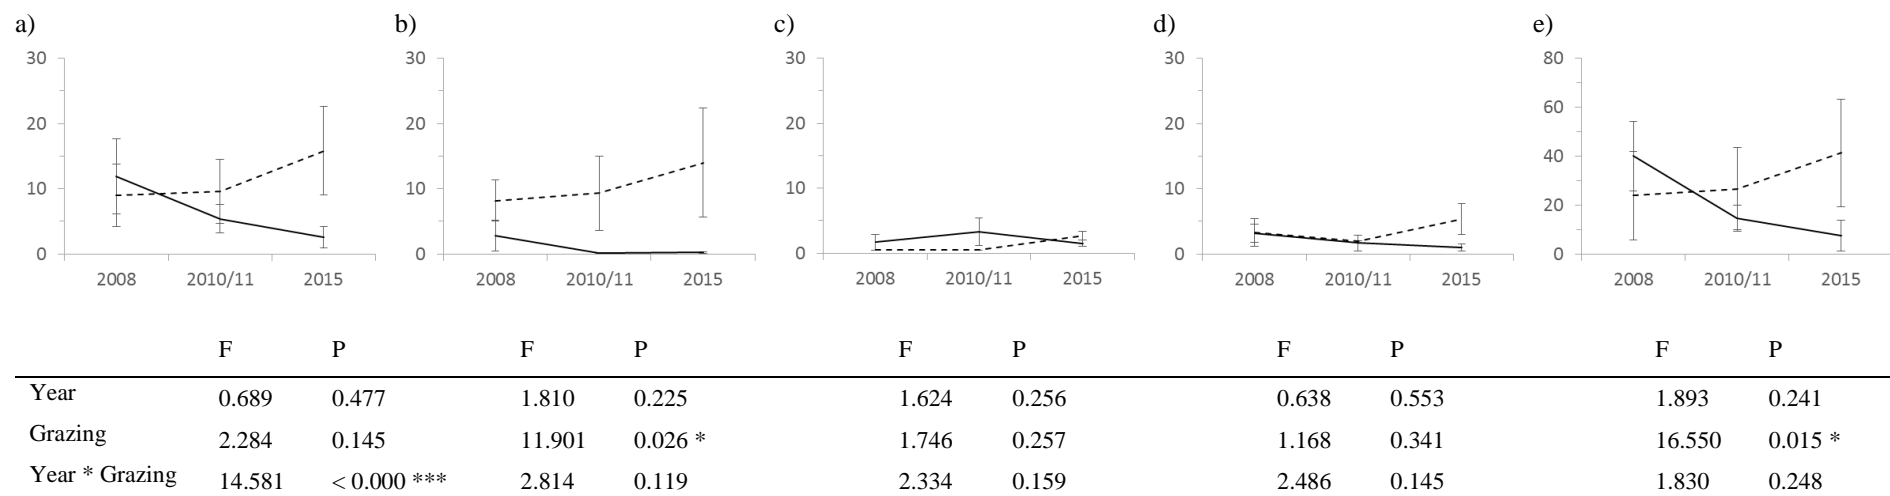 a) b) c) d) e)
30 30 30 30 80
60
20 20 20 20
40
10 10 10 10
20
0 0 0 0 0
2008 2010/11 2015 2008 2010/11 2015 2008 2010/11 2015 2008 2010/11 2015 2008 2010/11 2015
F P F P F P F P F P
Year 0.689 0.477 1.810 0.225 1.624 0.256 0.638 0.553 1.893 0.241
Grazing 2.284 0.145 11.901 0.026 * 1.746 0.257 1.168 0.341 16.550 0.015 *
Year * Grazing 14.581 < 0.000 *** 2.814 0.119 2.334 0.159 2.486 0.145 1.830 0.248